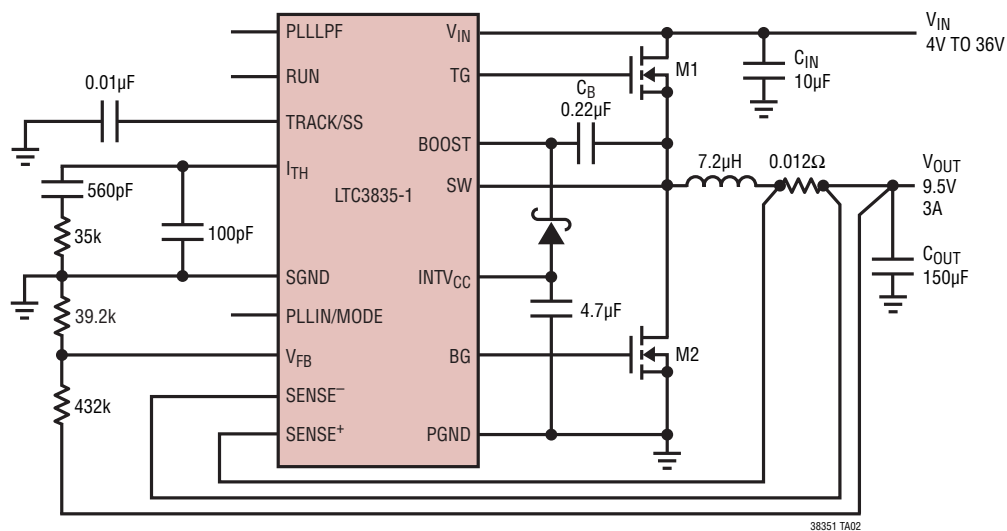 PLLLPF
RUN
0.01µF
TRACK/SS
ITH
560pF
35k
100pF
SGND
39.2k
PLLIN/MODE
VFB
432k
SENSE–
SENSE+
LTC3835-1
VIN
TG
BOOST
SW
INTVCC
BG
PGND
CB
0.22µF
4.7µF
M1
M2
7.2µH
0.012Ω
CIN
10µF
VIN
4V TO 36V
VOUT
9.5V
3A
COUT
150µF
38351 TA02